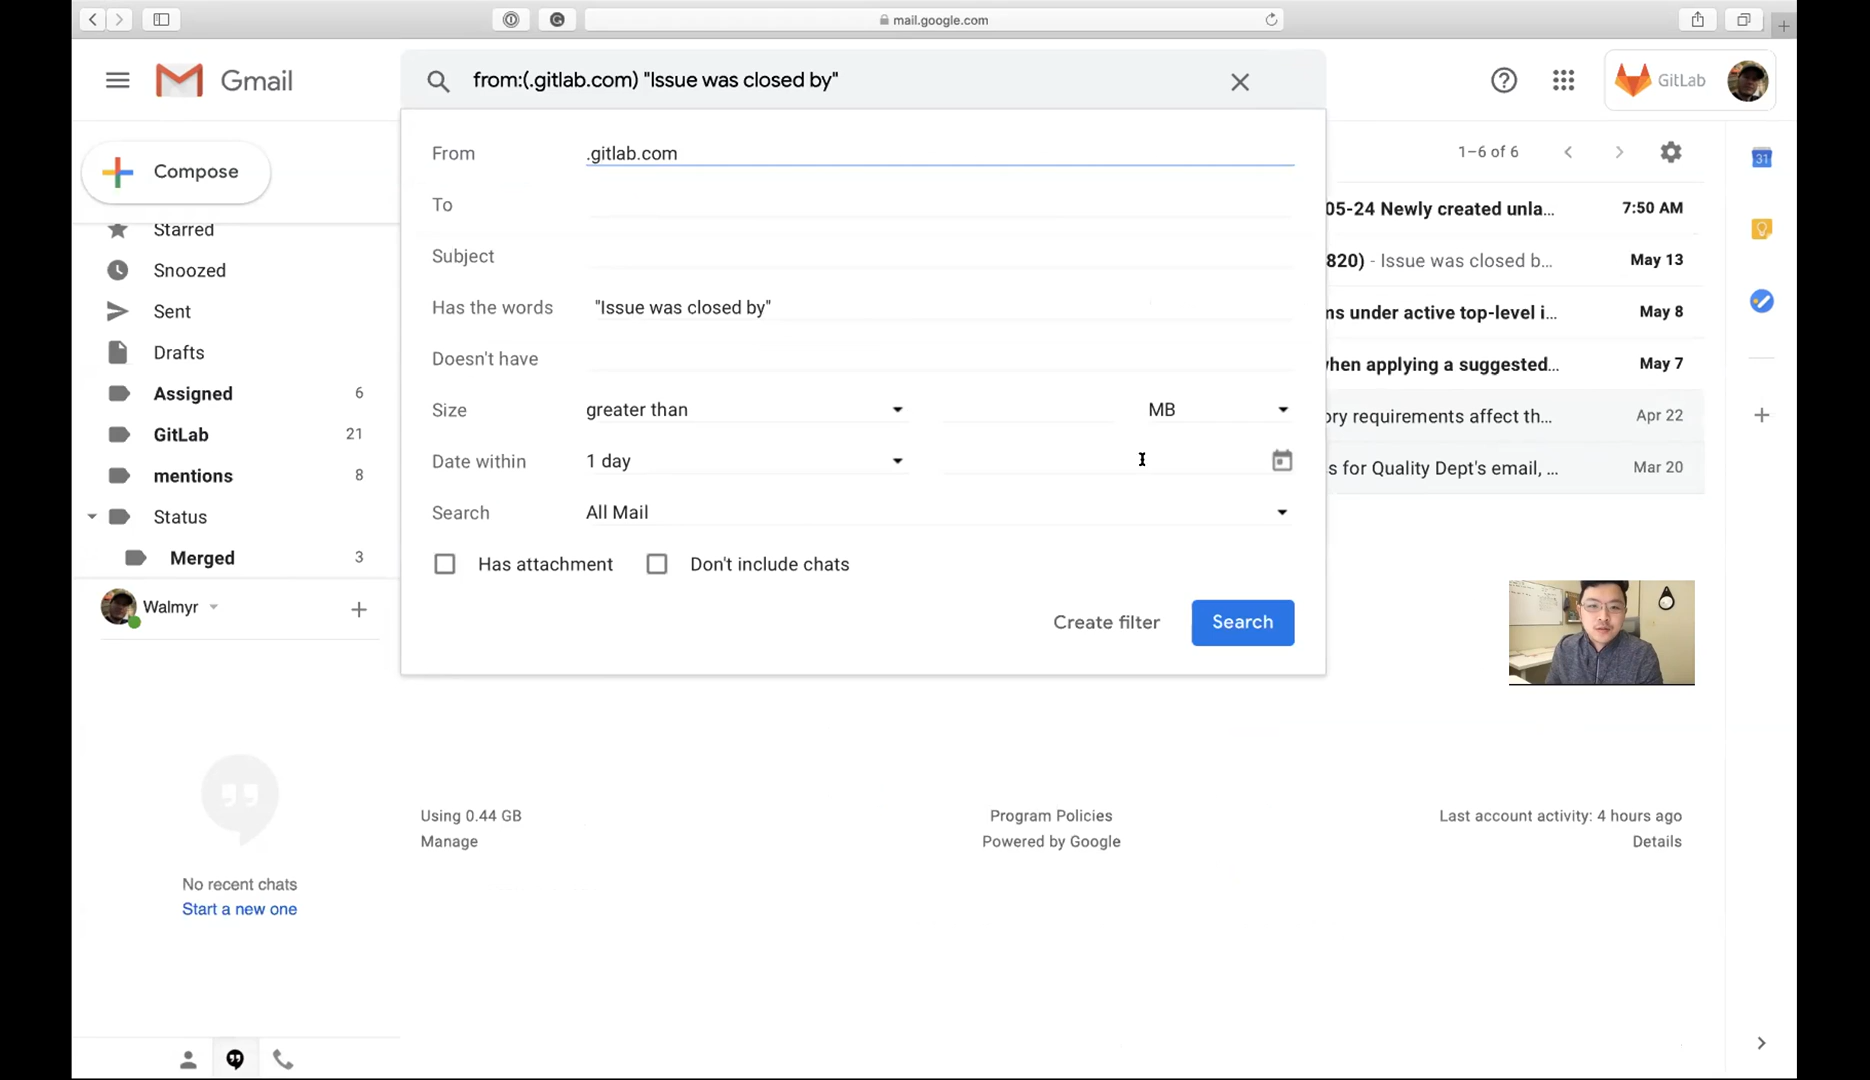 mail.google.com
Gmail
from:(.gitlab.com) "Issue was closed by"
GitLab
Compose
Starred
Snoozed
Sent
Drafts
Assigned 6
GitLab 21
mentions 8
Status
Merged 3
Walmyr
No recent chats
Start a new one
From .gitlab.com
To
Subject
Has the words "Issue was closed by"
Doesn't have
Size greater than MB
Date within 1 day
Search All Mail
Has attachment Don't include chats
Create filter Search
1–6 of 6
31
05-24 Newly created unla... 7:50 AM
820) - Issue was closed b... May 13
ns under active top-level i... May 8
when applying a suggested... May 7
ory requirements affect th... Apr 22
s for Quality Dept's email, ... Mar 20
Using 0.44 GB
Manage
Program Policies
Powered by Google
Last account activity: 4 hours ago
Details